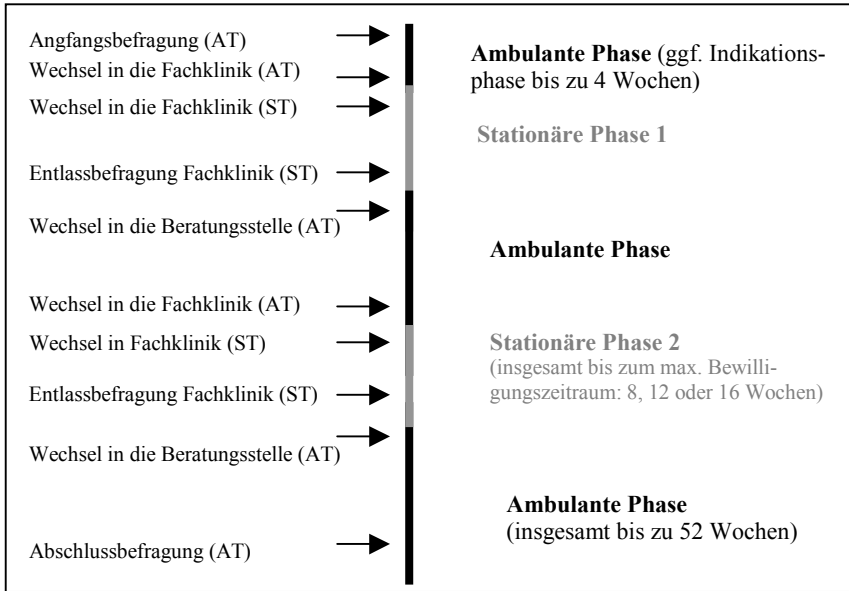 Angfangsbefragung (AT)
Wechsel in die Fachklinik (AT)
Wechsel in die Fachklinik (ST)
Entlassbefragung Fachklinik (ST)
Wechsel in die Beratungsstelle (AT)
Wechsel in die Fachklinik (AT)
Wechsel in Fachklinik (ST)
Entlassbefragung Fachklinik (ST)
Wechsel in die Beratungsstelle (AT)
Abschlussbefragung (AT)
Ambulante Phase (ggf. Indikations-
phase bis zu 4 Wochen)
Stationäre Phase 1
Ambulante Phase
Stationäre Phase 2
(insgesamt bis zum max. Bewilli-
gungszeitraum: 8, 12 oder 16 Wochen)
Ambulante Phase
(insgesamt bis zu 52 Wochen)